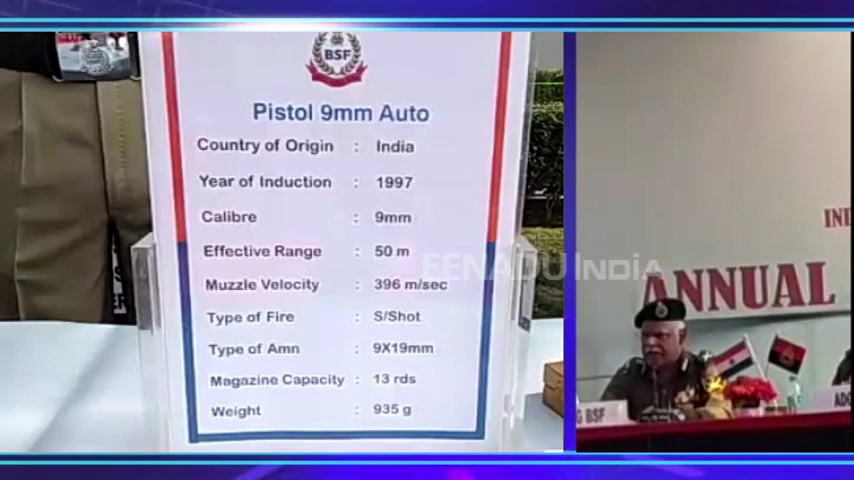 BSF
Pistol 9mm Auto
Country of Origin : India
Year of Induction : 1997
Calibre : 9mm
Effective Range : 50 m
Muzzle Velocity : 396 m/sec
Type of Fire : S/Shot
Type of Amn : 9X19mm
Magazine Capacity : 13 rds
Weight : 935 g
EENADU INDIA
IND
ANNUAL
G BSF
ADG